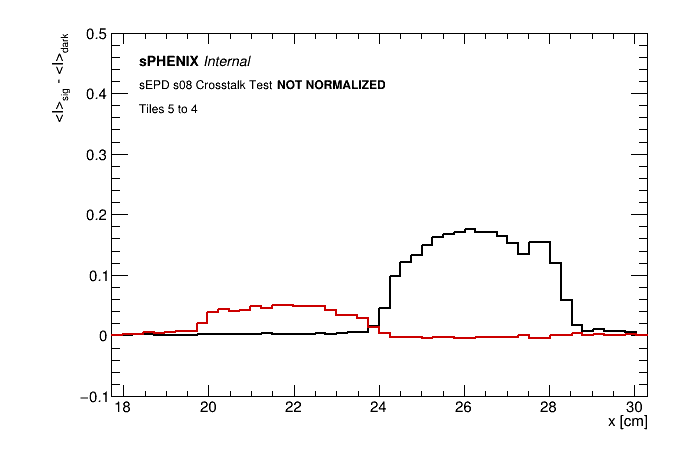 <I>sig - <I>dark
0.5
0.4
0.3
0.2
0.1
0
−0.1
sPHENIX Internal
sEPD s08 Crosstalk Test NOT NORMALIZED
Tiles 5 to 4
18 20 22 24 26 28 30
x [cm]